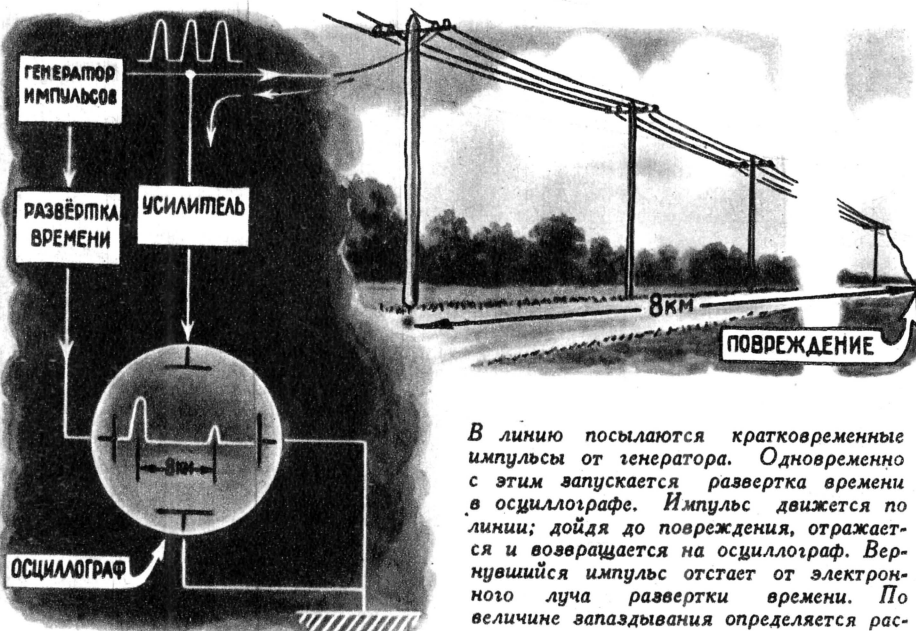 ГЕНЕРАТОР
ИМПУЛЬСОВ
РАЗВЁРТКА
ВРЕМЕНИ
УСИЛИТЕЛЬ
8км
ПОВРЕЖДЕНИЕ
8км
ОСЦИЛЛОГРАФ
В линию посылаются кратковременные
импульсы от генератора. Одновременно
с этим запускается развертка времени
в осциллографе. Импульс движется по
линии; дойдя до повреждения, отражает-
ся и возвращается на осциллограф. Вер-
нувшийся импульс отстает от электрон-
ного луча развертки времени. По
величине запаздывания определяется рас-